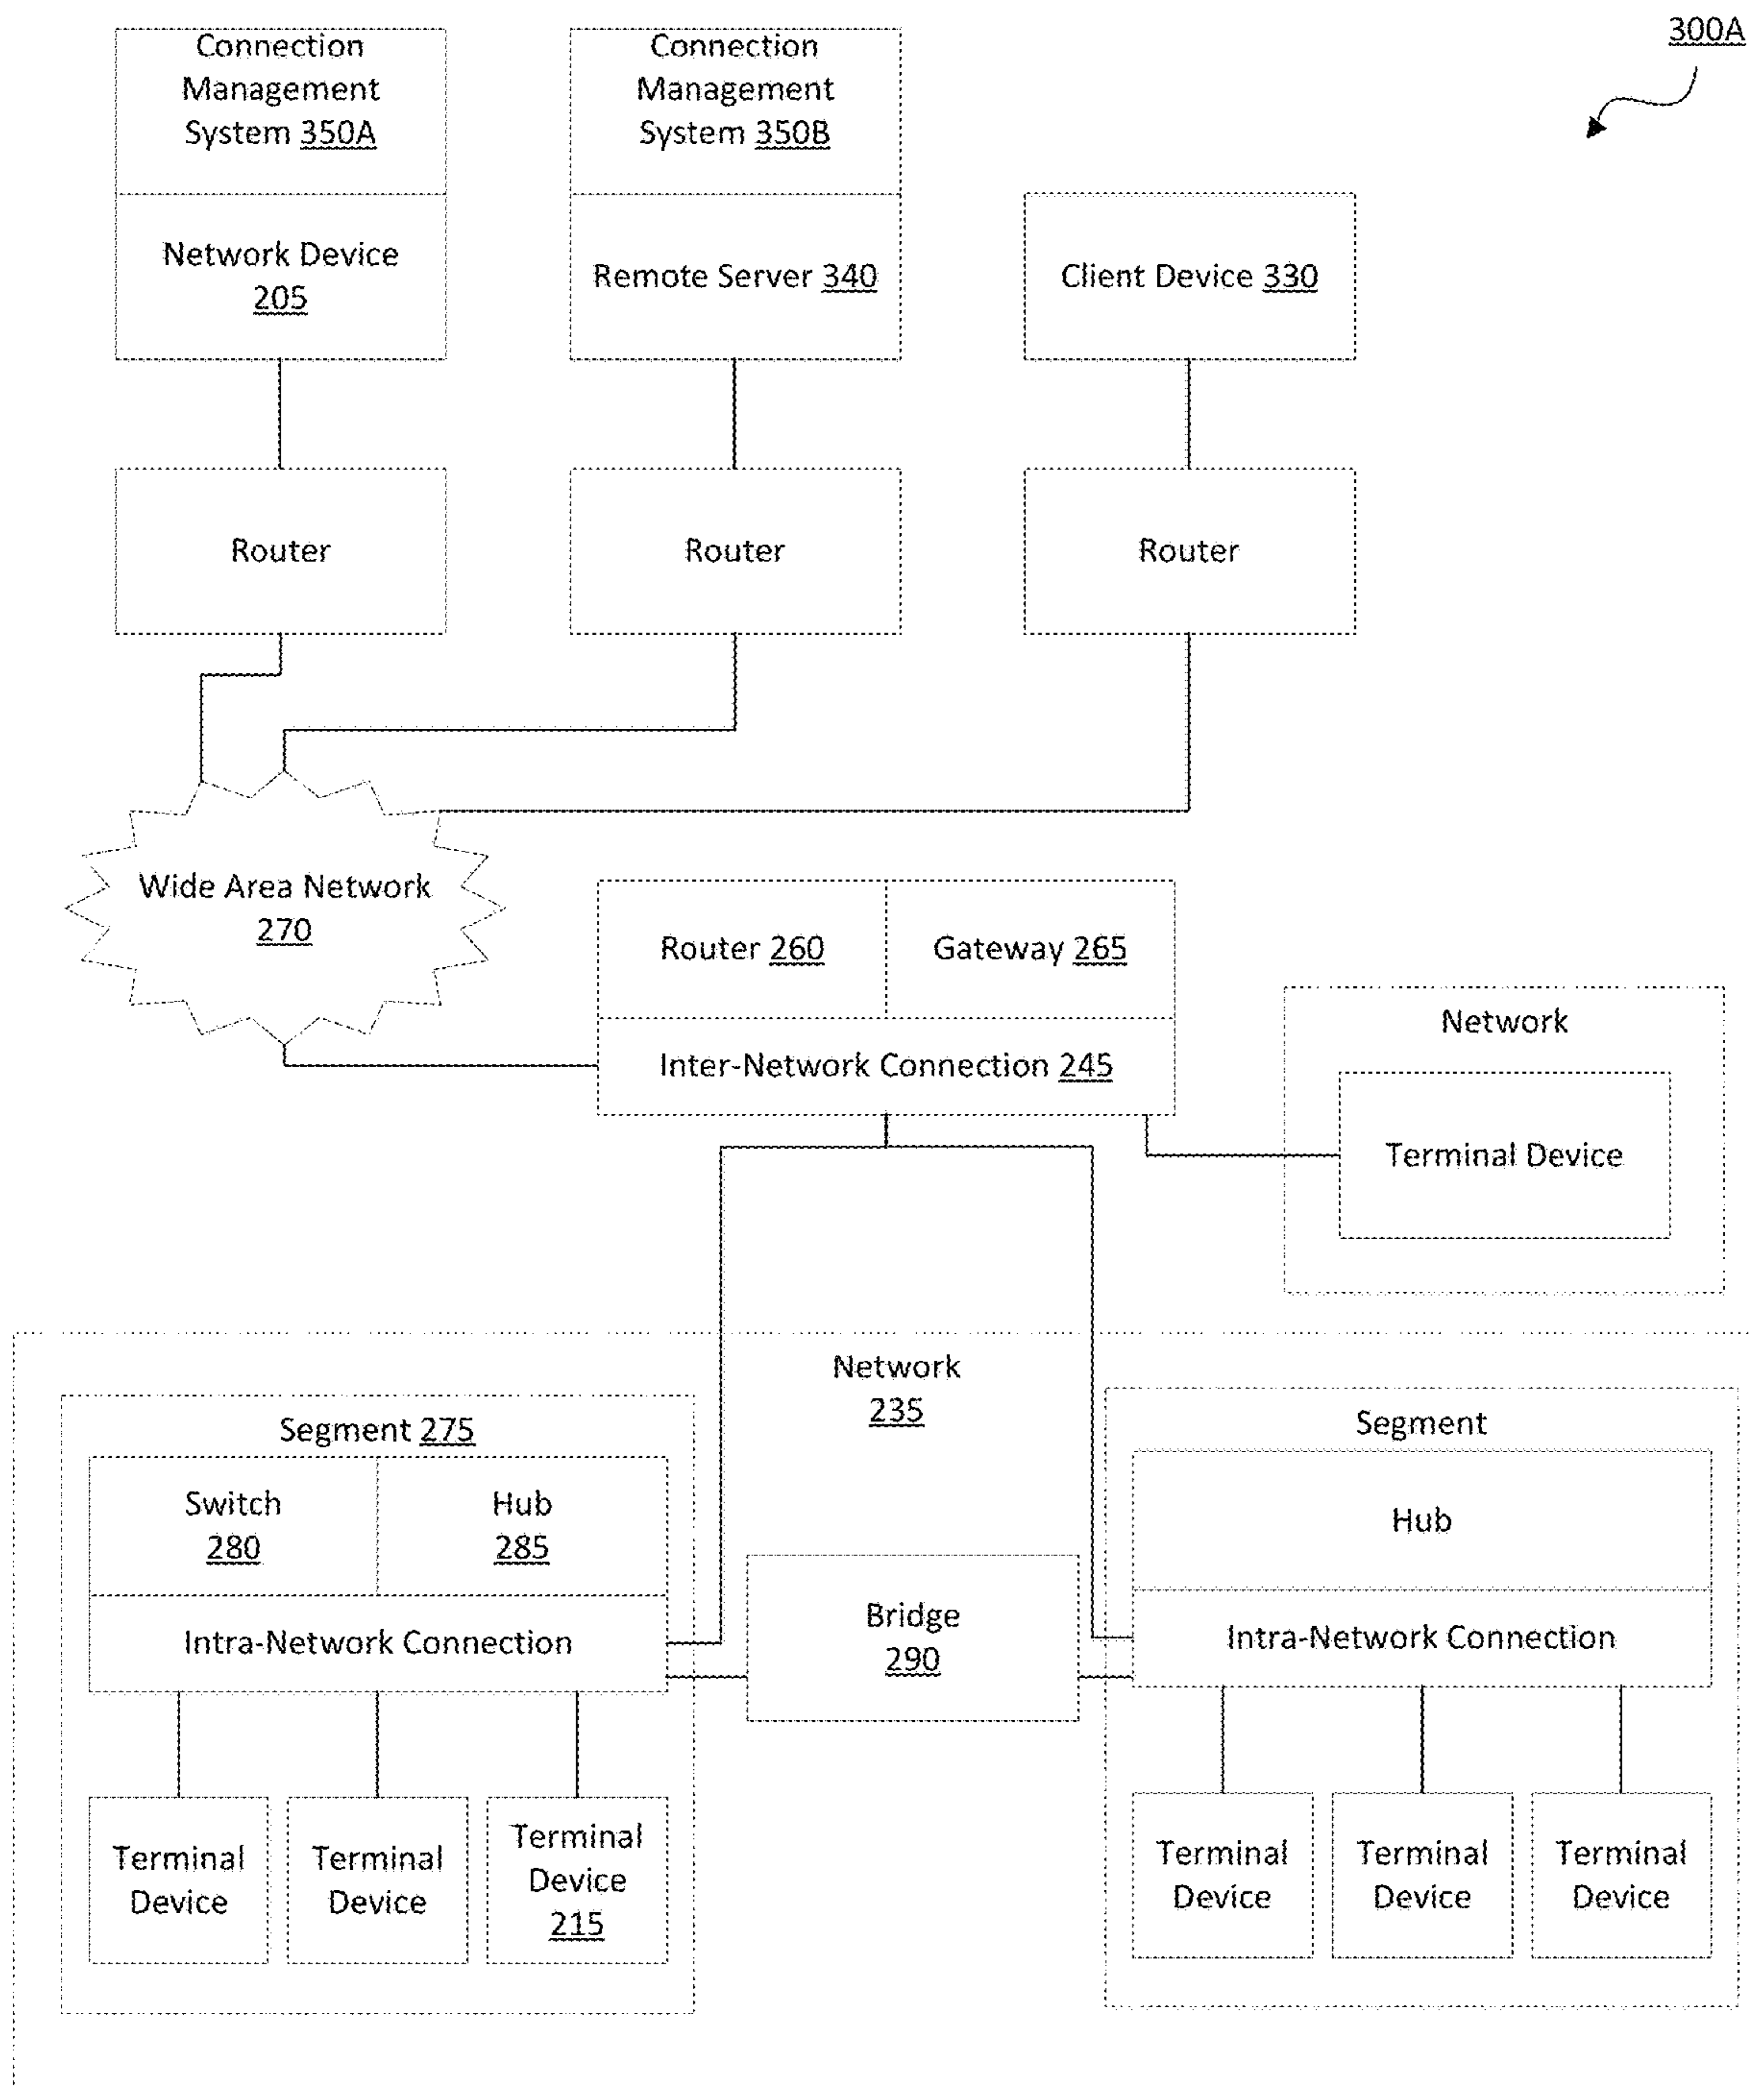 300A
Connection
Management
System 350A
Connection
Management
System 350B
Network Device
205
Remote Server 340
Client Device 330
Router
Router
Router
Wide Area Network
270
Router 260
Gateway 265
Inter-Network Connection 245
Network
Terminal Device
Network
235
Segment 275
Switch
280
Hub
285
Intra-Network Connection
Bridge
290
Segment
Hub
Intra-Network Connection
Terminal
Device
Terminal
Device
Terminal
Device
215
Terminal
Device
Terminal
Device
Terminal
Device